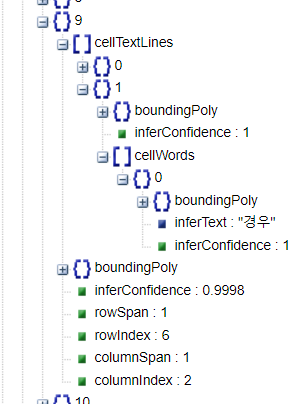 9
cellTextLines
0
1
boundingPoly
inferConfidence : 1
cellWords
0
boundingPoly
inferText : "경우"
inferConfidence : 1
boundingPoly
inferConfidence : 0.9998
rowSpan : 1
rowIndex : 6
columnSpan : 1
columnIndex : 2
10